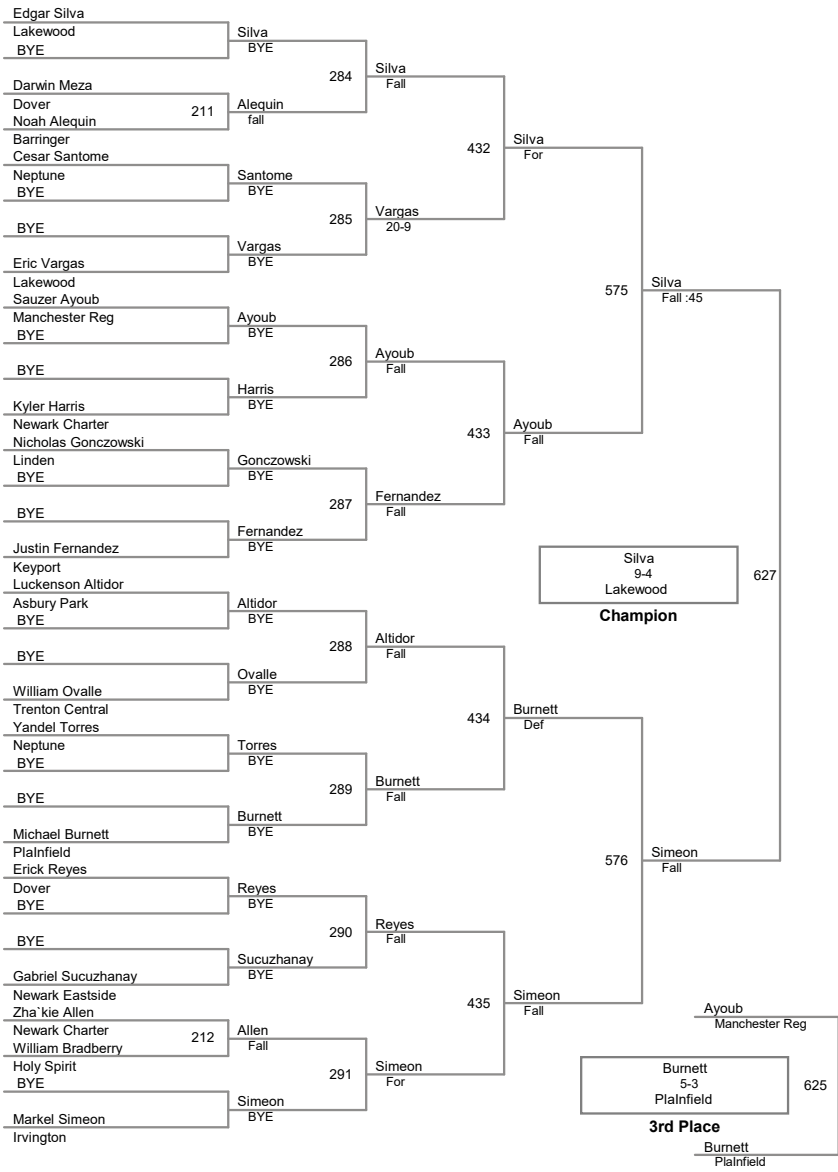 Edgar Silva
Lakewood
BYE
Darwin Meza
Dover
Noah Alequin
Barringer
Cesar Santome
Neptune
BYE
BYE
Eric Vargas
Lakewood
Sauzer Ayoub
Manchester Reg
BYE
BYE
Kyler Harris
Newark Charter
Nicholas Gonczowski
Linden
BYE
BYE
Justin Fernandez
Keyport
Luckenson Altidor
Asbury Park
BYE
BYE
William Ovalle
Trenton Central
Yandel Torres
Neptune
BYE
BYE
Michael Burnett
PlaInfield
Erick Reyes
Dover
BYE
BYE
Gabriel Sucuzhanay
Newark Eastside
Zha`kie Allen
Newark Charter
William Bradberry
Holy Spirit
BYE
Markel Simeon
Irvington
211
212
Silva
BYE
Alequin
fall
Santome
BYE
Vargas
BYE
Ayoub
BYE
Harris
BYE
Gonczowski
BYE
Fernandez
BYE
Altidor
BYE
Ovalle
BYE
Torres
BYE
Burnett
BYE
Reyes
BYE
Sucuzhanay
BYE
Allen
Fall
Simeon
BYE
284
285
286
287
288
289
290
291
Silva
Fall
Vargas
20-9
Ayoub
Fall
Fernandez
Fall
Altidor
Fall
Burnett
Fall
Reyes
Fall
Simeon
For
432
433
434
435
Silva
For
Ayoub
Fall
Burnett
Def
Simeon
Fall
575
576
Silva
Fall :45
Simeon
Fall
Silva
9-4
Lakewood
627
Champion
Ayoub
Manchester Reg
Burnett
5-3
PlaInfield
625
3rd Place
Burnett
PlaInfield